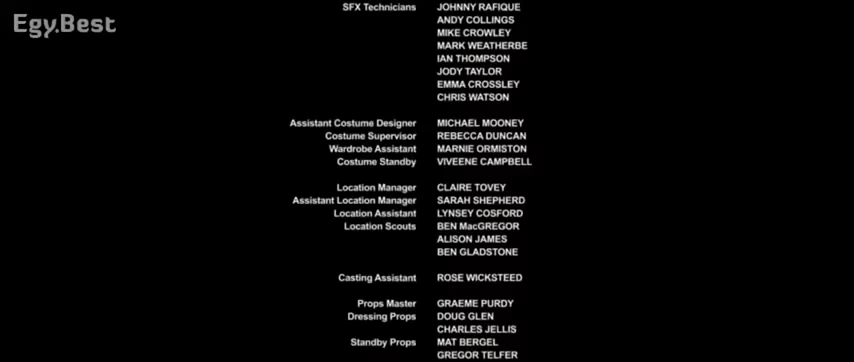 Egy.Best
SFX Technicians JOHNNY RAFIQUE
ANDY COLLINGS
MIKE CROWLEY
MARK WEATHERBE
IAN THOMPSON
JODY TAYLOR
EMMA CROSSLEY
CHRIS WATSON
Assistant Costume Designer MICHAEL MOONEY
Costume Supervisor REBECCA DUNCAN
Wardrobe Assistant MARNIE ORMISTON
Costume Standby VIVEENE CAMPBELL
Location Manager CLAIRE TOVEY
Assistant Location Manager SARAH SHEPHERD
Location Assistant LYNSEY COSFORD
Location Scouts BEN MacGREGOR
ALISON JAMES
BEN GLADSTONE
Casting Assistant ROSE WICKSTEED
Props Master GRAEME PURDY
Dressing Props DOUG GLEN
CHARLES JELLIS
Standby Props MAT BERGEL
GREGOR TELFER